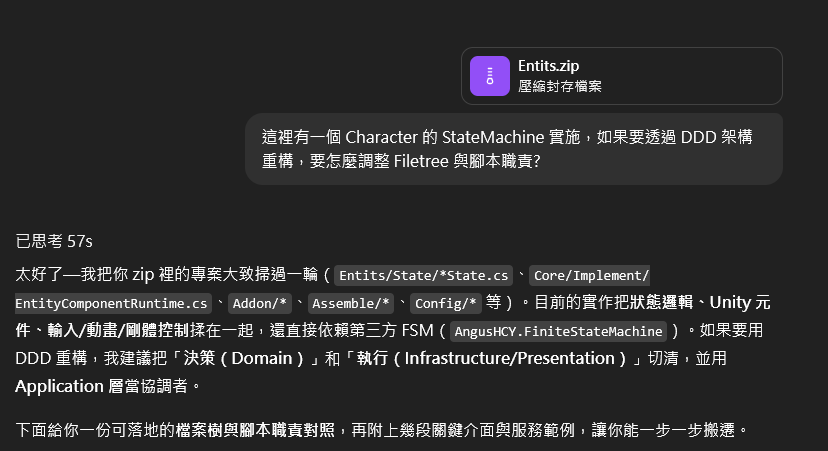 Entits.zip
壓縮封存檔案
這裡有一個 Character 的 StateMachine 實施，如果要透過 DDD 架構
重構，要怎麼調整 Filetree 與腳本職責?
已思考 57s
太好了—我把你 zip 裡的專案大致掃過一輪（Entits/State/*State.cs、Core/Implement/
EntityComponentRuntime.cs、Addon/*、Assemble/*、Config/* 等）。目前的實作把狀態邏輯、Unity 元
件、輸入/動畫/剛體控制揉在一起，還直接依賴第三方 FSM（AngusHCY.FiniteStateMachine）。如果要用
DDD 重構，我建議把「決策（Domain）」和「執行（Infrastructure/Presentation）」切清，並用
Application 層當協調者。
下面給你一份可落地的檔案樹與腳本職責對照，再附上幾段關鍵介面與服務範例，讓你能一步一步搬遷。